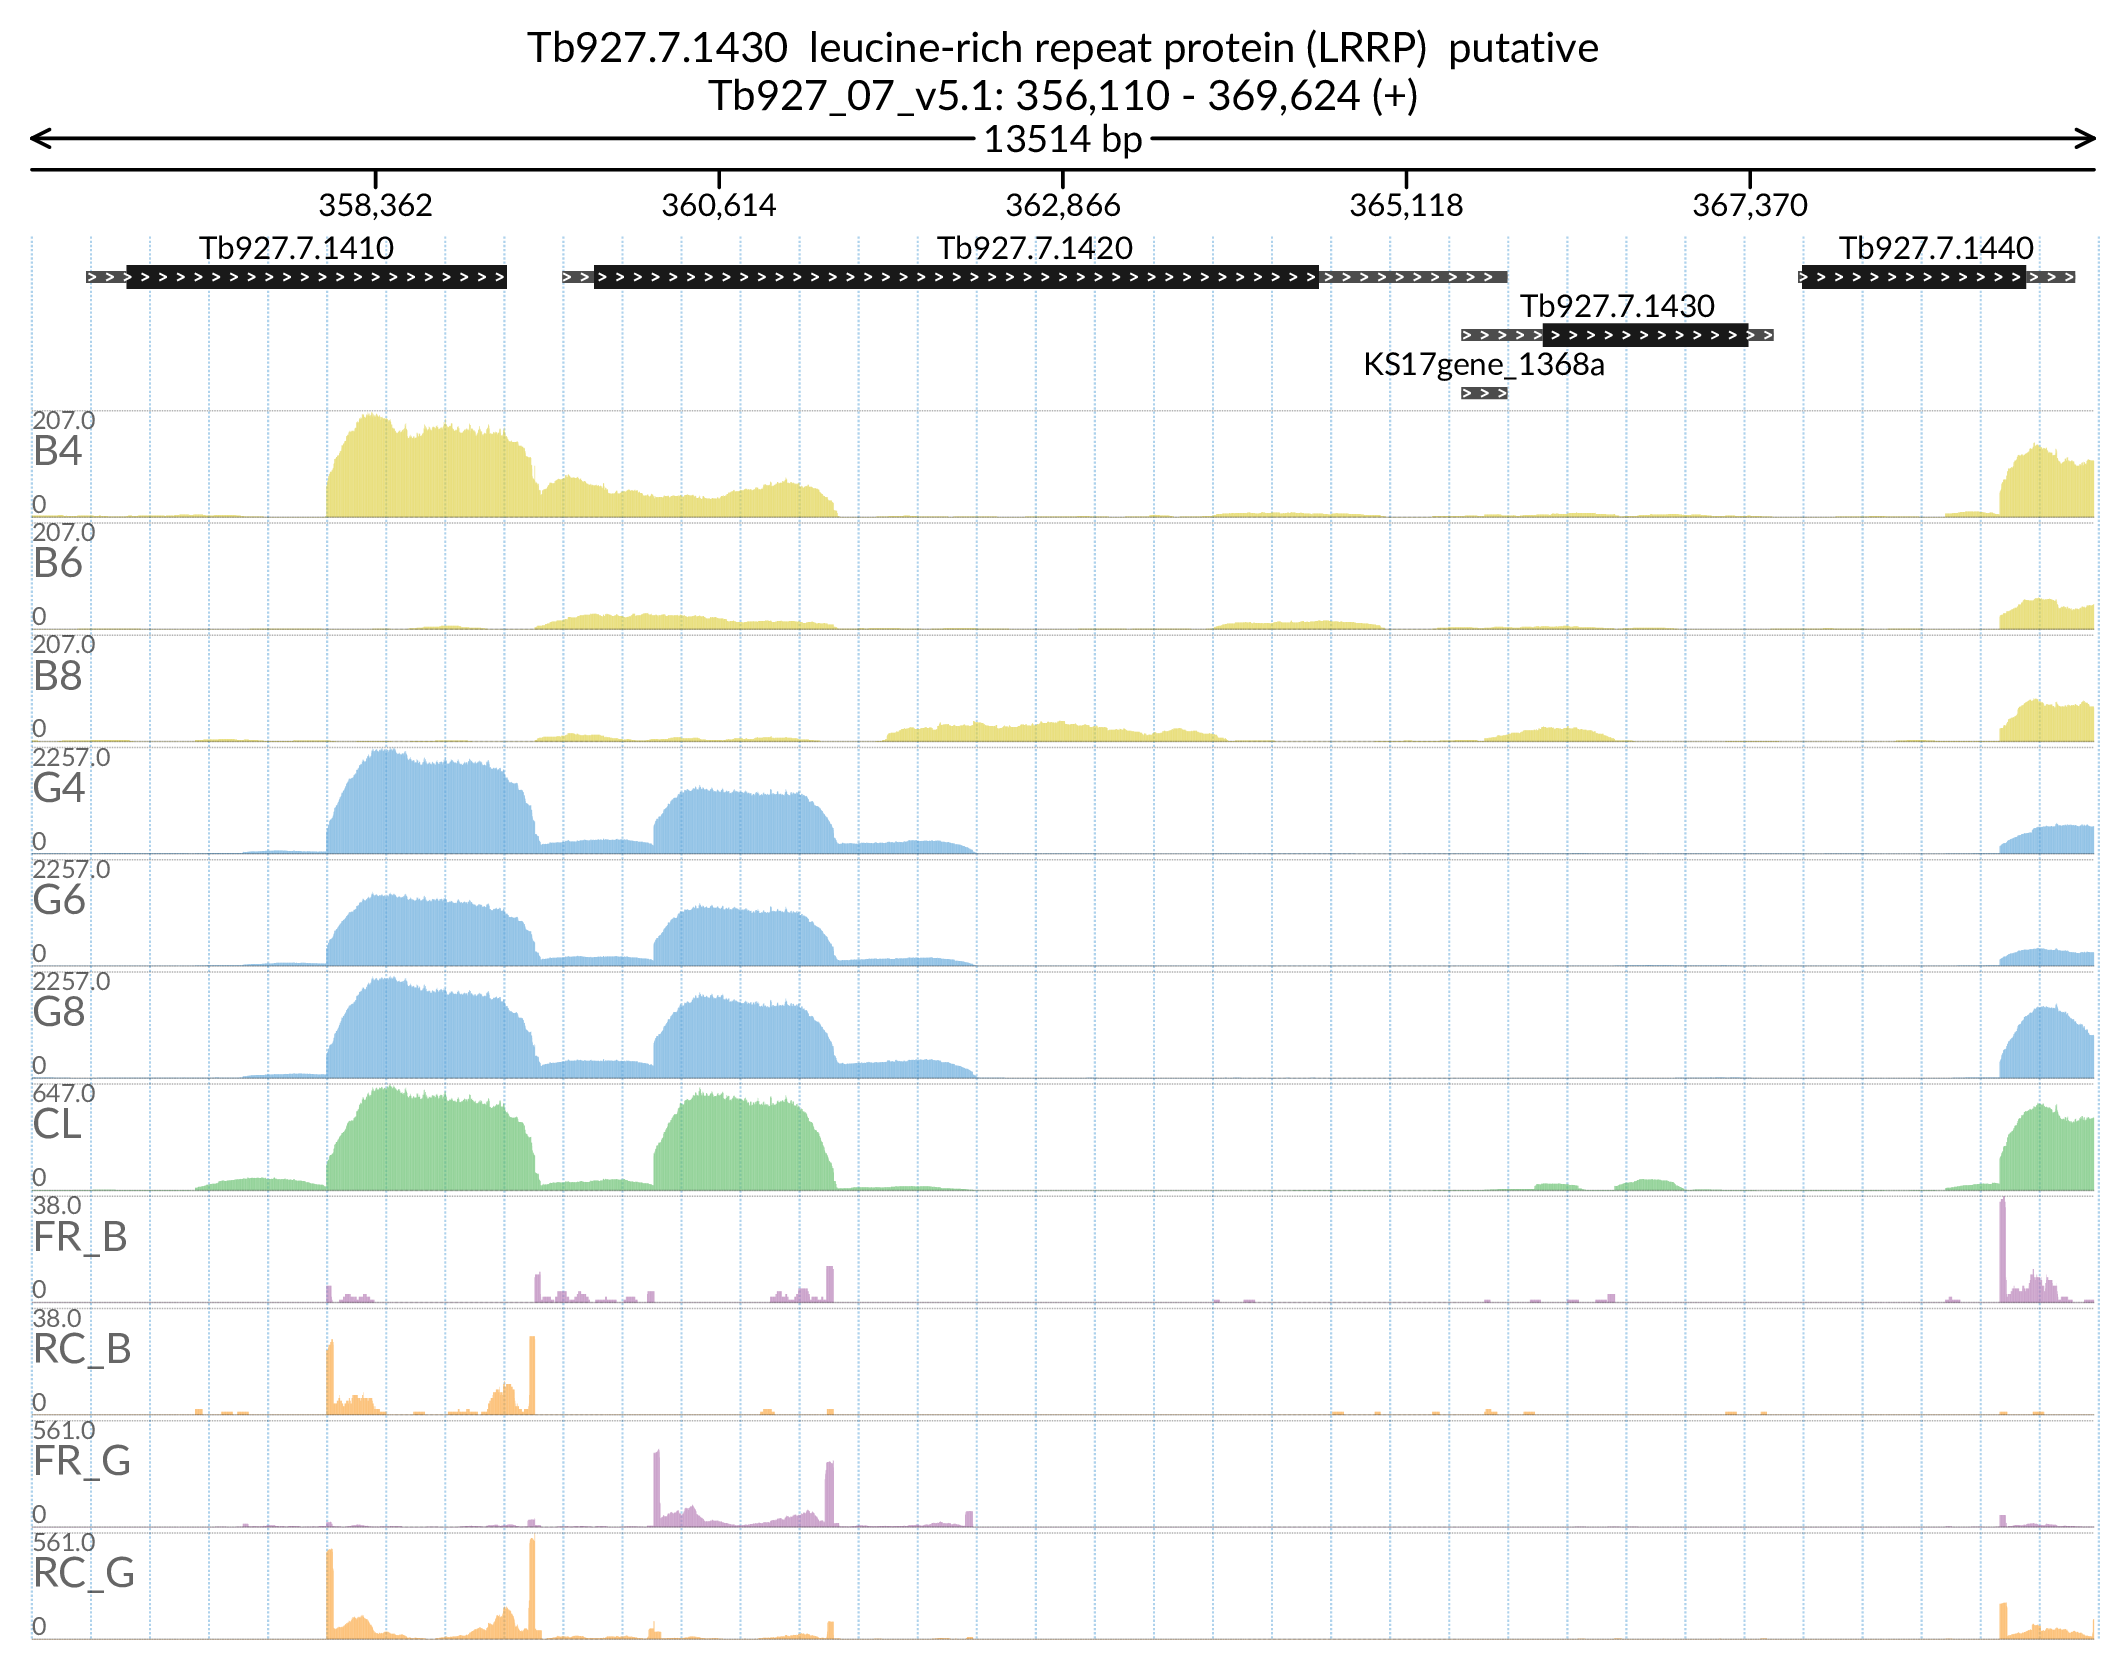 Tb927.7.1430  leucine-rich repeat protein (LRRP)  putative
Tb927_07_v5.1: 356,110 - 369,624 (+)
13514 bp
358,362 360,614 362,866 365,118 367,370
Tb927.7.1410 Tb927.7.1420 Tb927.7.1440
Tb927.7.1430
KS17gene_1368a
207.0
B4
0
207.0
B6
0
207.0
B8
0
2257.0
G4
0
2257.0
G6
0
2257.0
G8
0
647.0
CL
0
38.0
FR_B
0
38.0
RC_B
0
561.0
FR_G
0
561.0
RC_G
0